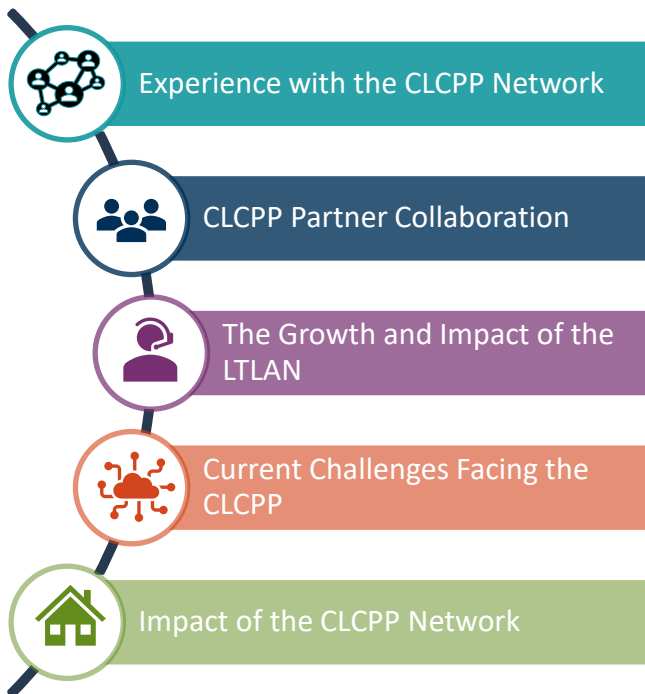 Experience with the CLCPP Network
CLCPP Partner Collaboration
The Growth and Impact of the
LTLAN
Current Challenges Facing the
CLCPP
Impact of the CLCPP Network